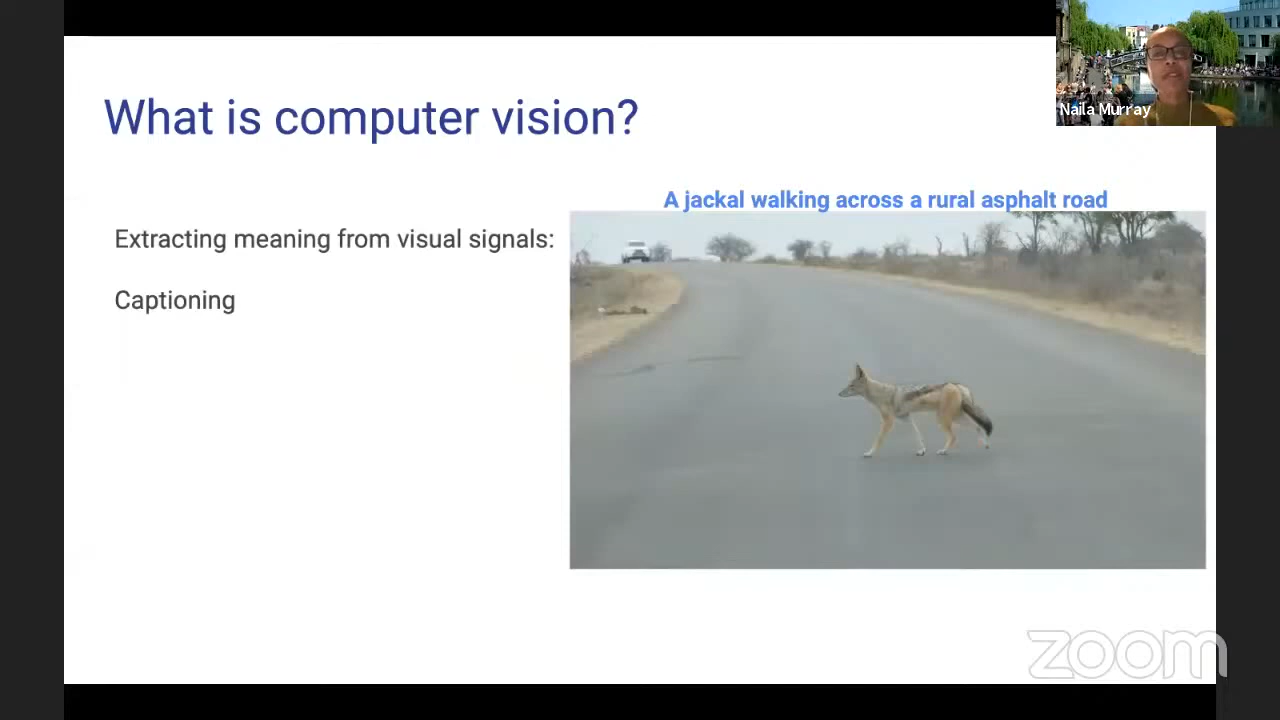 What is computer vision?
Naila Murray
A jackal walking across a rural asphalt road
Extracting meaning from visual signals:
Captioning
zoom